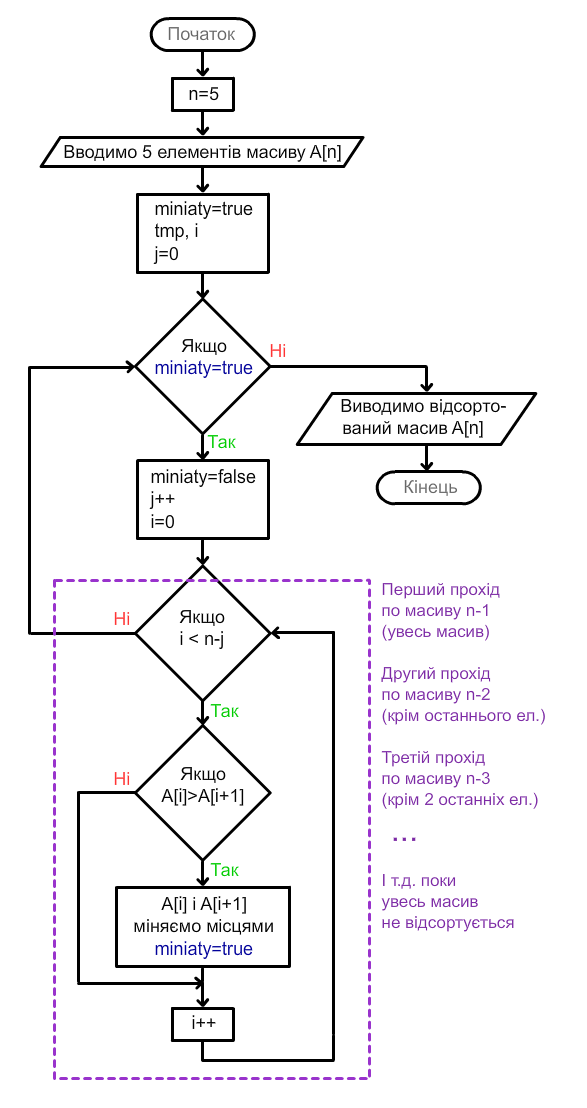 Початок
n=5
Вводимо 5 елементів масиву A[n]
miniaty=true
tmp, i
j=0
Якщо
miniaty=true
Ні
Виводимо відсорто-
ваний масив A[n]
Кінець
Так
miniaty=false
j++
i=0
Якщо
i < n-j
Ні
Так
Якщо
A[i]>A[i+1]
Ні
Так
A[i] і A[i+1]
міняємо місцями
miniaty=true
i++
Перший прохід
по масиву n-1
(увесь масив)
Другий прохід
по масиву n-2
(крім останнього ел.)
Третій прохід
по масиву n-3
(крім 2 останніх ел.)
...
І т.д. поки
увесь масив
не відсортується